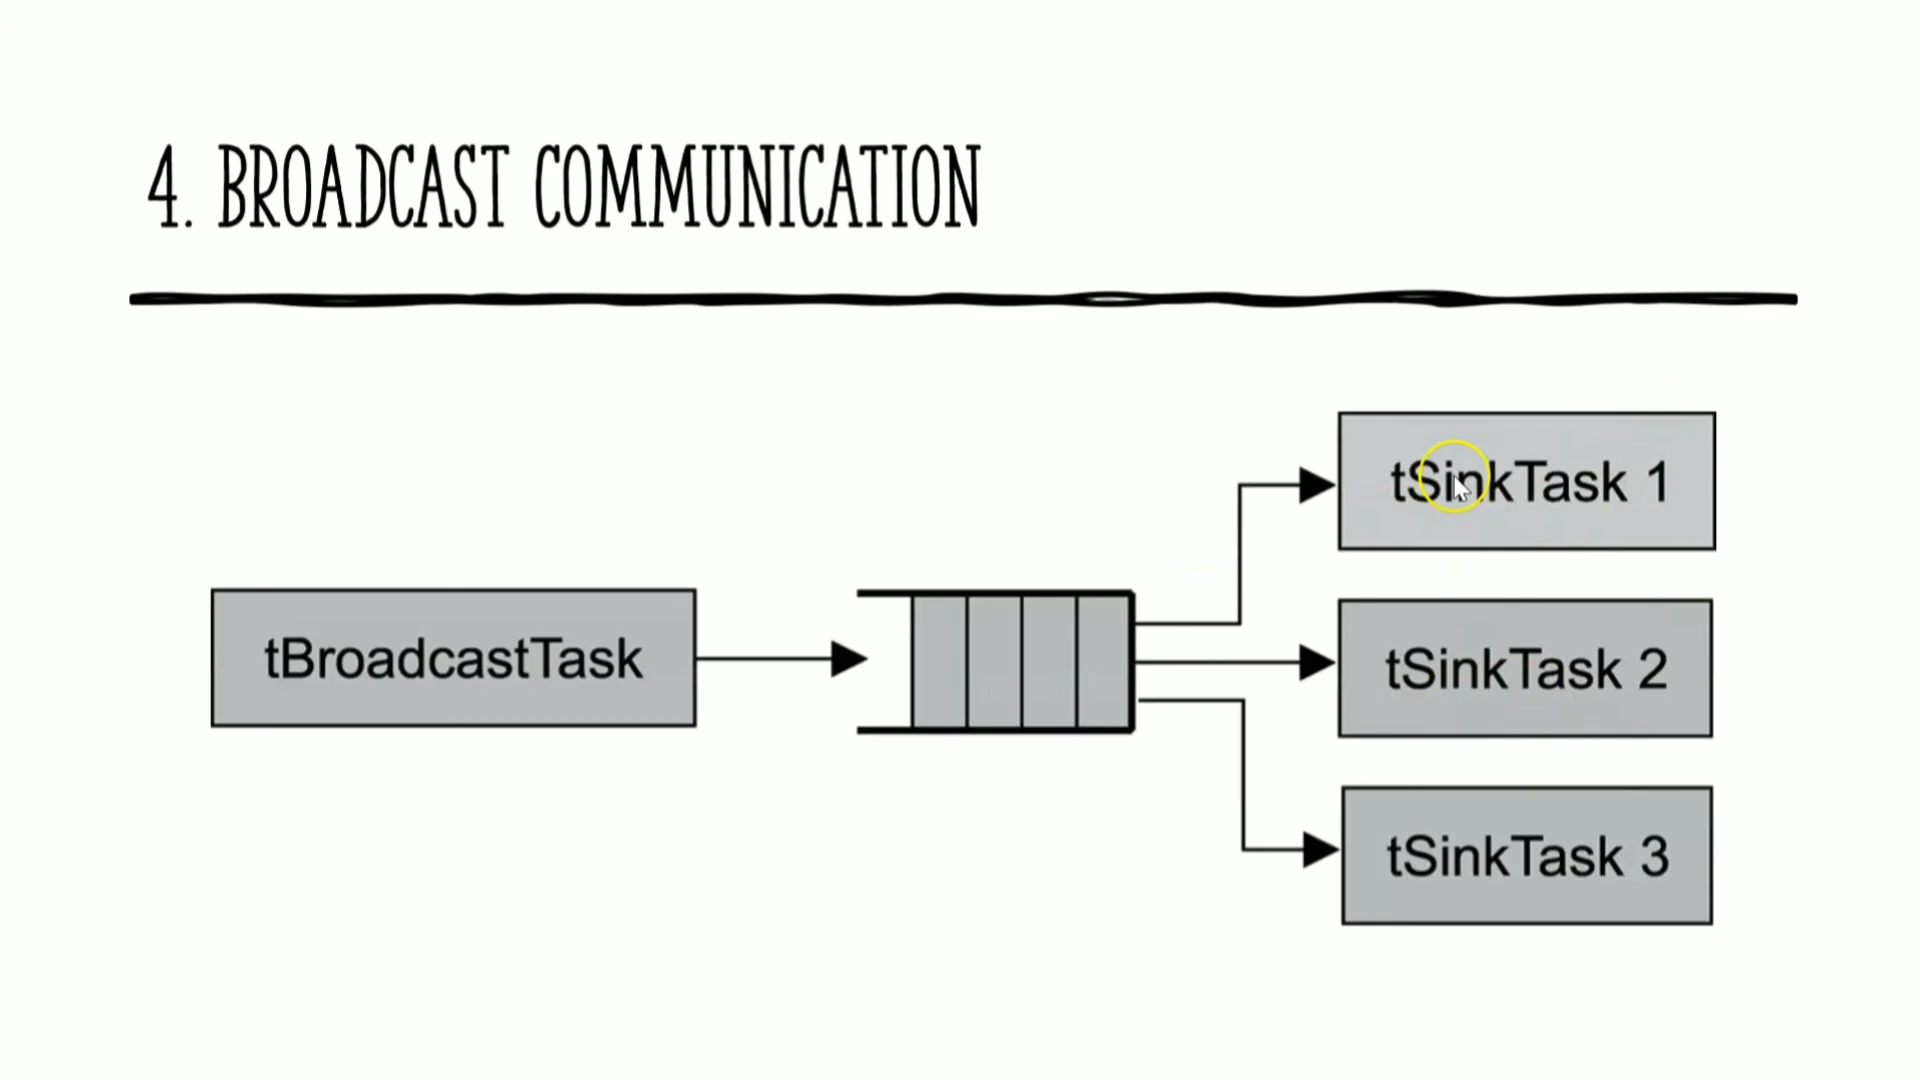 4. BROADCAST COMMUNICATION
tSinkTask 1
tBroadcastTask
tSinkTask 2
tSinkTask 3